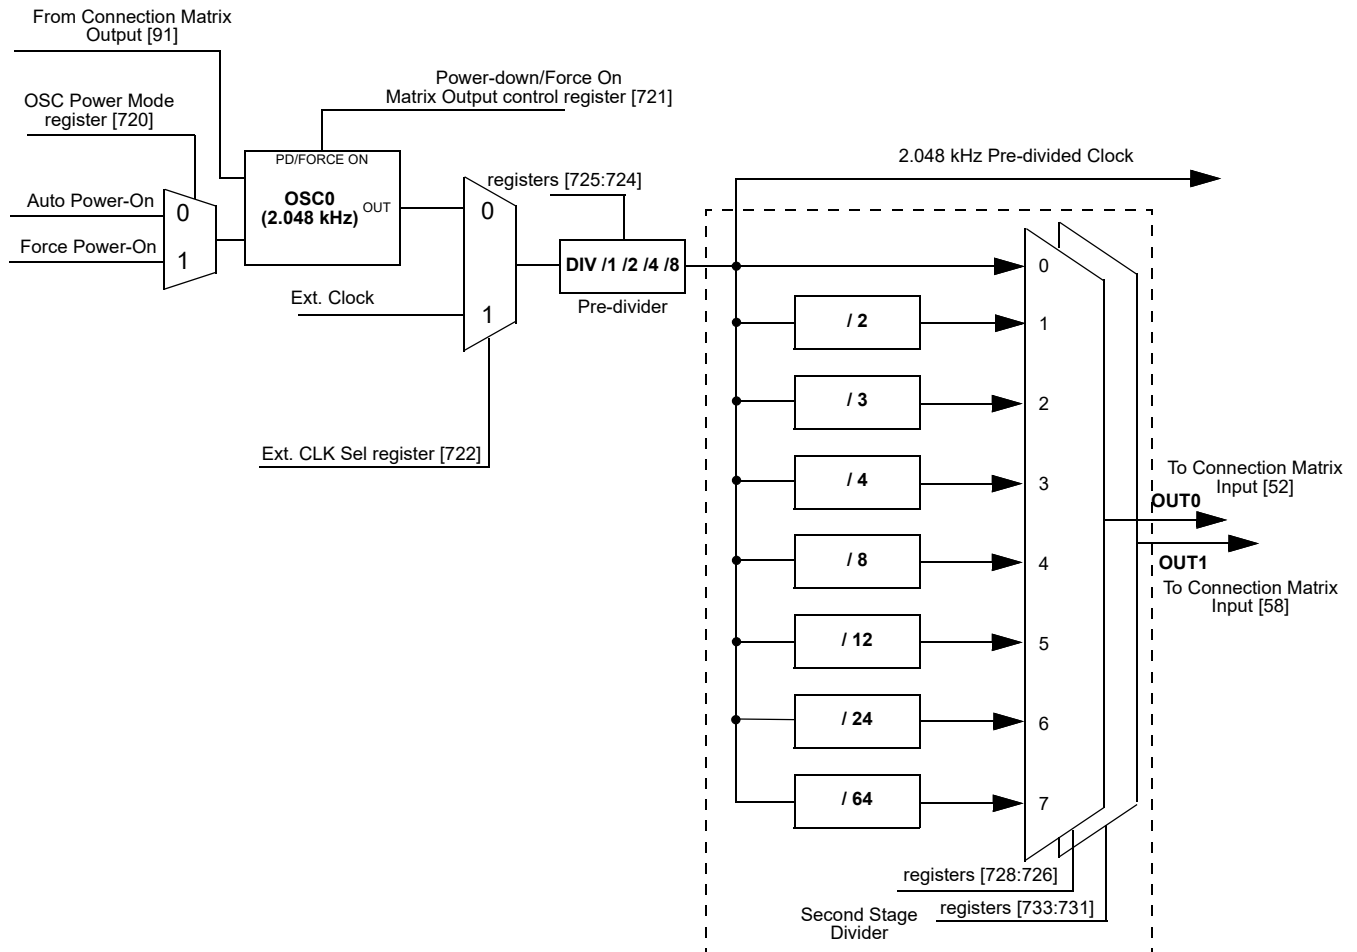 From Connection Matrix
Output [91]
Power-down/Force On
Matrix Output control register [721]
OSC Power Mode
register [720]
PD/FORCE ON
OSC0
(2.048 kHz)
OUT
Auto Power-On
0
Force Power-On
1
2.048 kHz Pre-divided Clock
registers [725:724]
0
DIV /1 /2 /4 /8
Pre-divider
Ext. Clock
1
Ext. CLK Sel register [722]
0
/ 2
1
/ 3
2
/ 4
3
/ 8
4
/ 12
5
/ 24
6
/ 64
7
To Connection Matrix
Input [52]
OUT0
OUT1
To Connection Matrix
Input [58]
registers [728:726]
registers [733:731]
Second Stage
Divider